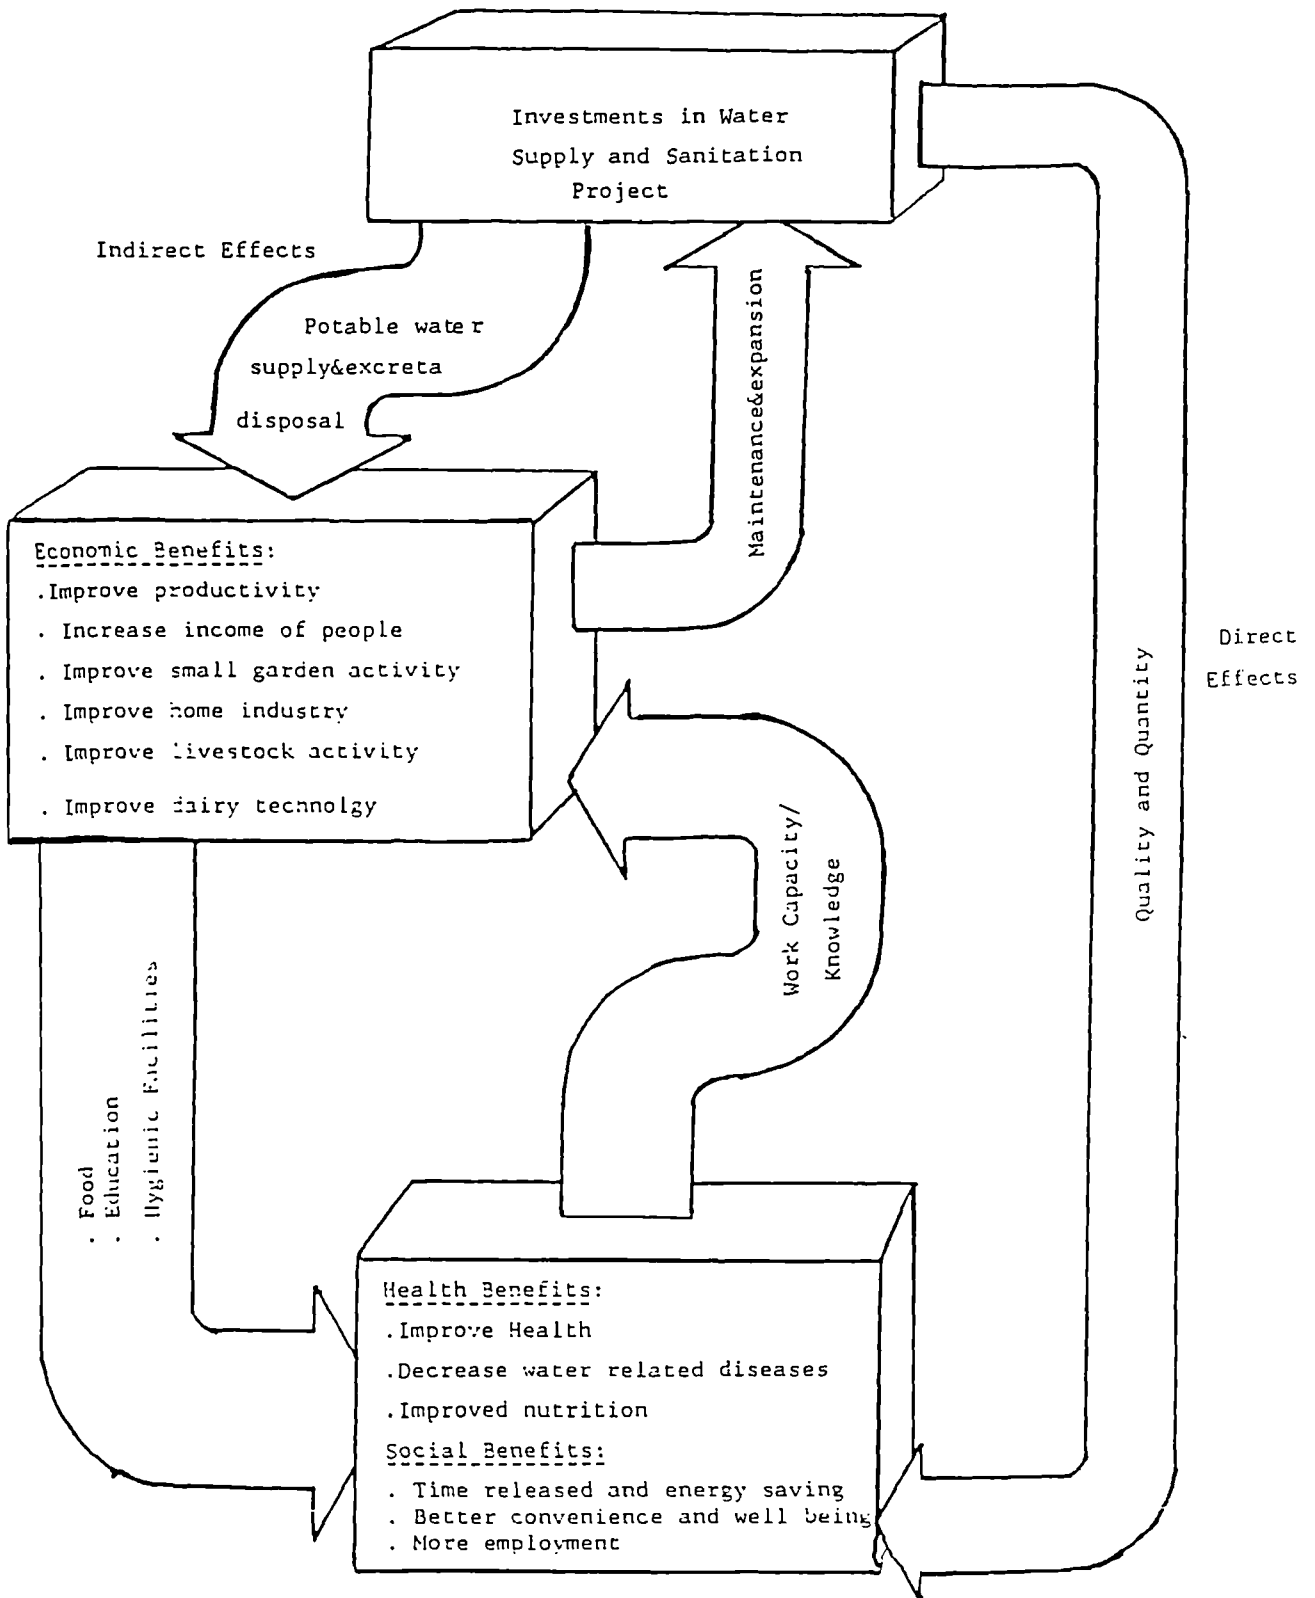 Investments in Water
Supply and Sanitation
Project
Indirect Effects
Potable water
supply&excreta
disposal
Maintenance&expansion
Economic Benefits:
.Improve productivity
. Increase income of people
. Improve small garden activity
. Improve home industry
. Improve livestock activity
. Improve dairy technolgy
Direct
Effects
Quality and Quantity
Work Capacity/
Knowledge
. Food
. Education
. Hygienic Facilities
Health Benefits:
.Improve Health
.Decrease water related diseases
.Improved nutrition
Social Benefits:
. Time released and energy saving
. Better convenience and well being
. More employment